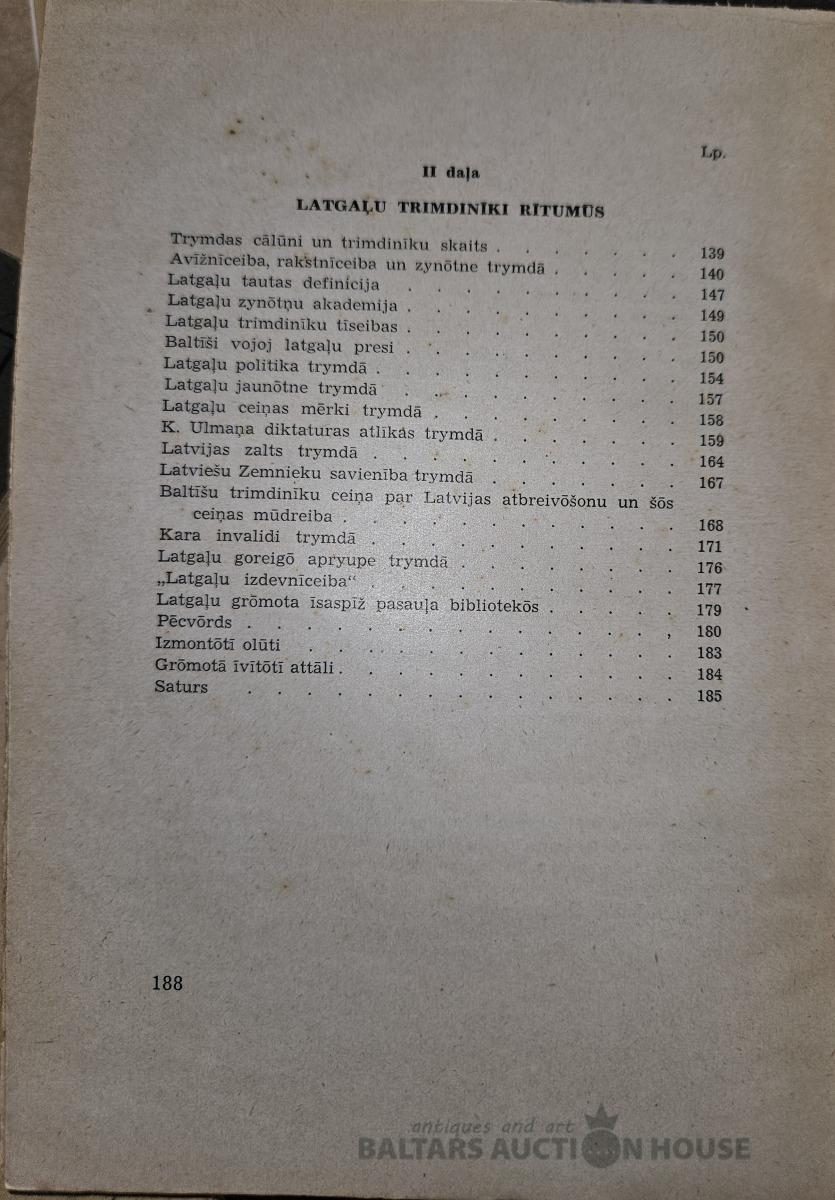 Lp.
II daļa
LATGAĻU TRIMDINĪKI RĪTUMŪS
Trymdas cālūni un trimdinīku skaits . . . . . . . 139
Avīžnīceiba, rakstnīceiba un zynōtne trymdā . . . . . 140
Latgaļu tautas definīcija . . . . . . . . . . 147
Latgaļu zynōtņu akademija . . . . . . . . . 149
Latgaļu trimdinīku tīseibas . . . . . . . . . 150
Baltīši vojoj latgaļu presi . . . . . . . . . 150
Latgaļu politika trymdā . . . . . . . . . . 154
Latgaļu jaunōtne trymdā . . . . . . . . . 157
Latgaļu ceiņas mērki trymdā . . . . . . . . 158
K. Ulmaņa diktaturas atlīkas trymdā . . . . . . . 159
Latvijas zalts trymdā . . . . . . . . . . 164
Latviešu Zemnieku savienība trymdā . . . . . . . 167
Baltīšu trimdinīku ceiņa par Latvijas atbreivōšonu un šōs
ceiņas mūdreiba . . . . . . . . . . . 168
Kara invalidi trymdā . . . . . . . . . . 171
Latgaļu goreigō apryupe trymdā . . . . . . . . 176
„Latgaļu izdevnīceiba“ . . . . . . . . . . 177
Latgaļu grōmota īsaspīž pasauļa bibliotekōs . . . . . 179
Pēcvōrds . . . . . . . . . . . . . , 180
Izmontōtī olūti . . . . . . . . . . . . 183
Grōmotā īvītōtī attāli . . . . . . . . . . . 184
Saturs . . . . . . . . . . . . . . 185
188
antiques and art
BALTARS AUCTION HOUSE